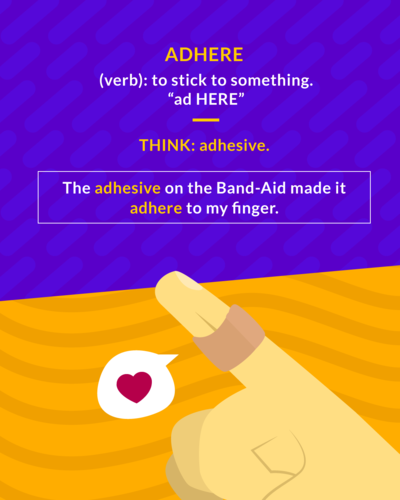 ADHERE
(verb): to stick to something.
“ad HERE”
THINK: adhesive.
The adhesive on the Band-Aid made it
adhere to my finger.